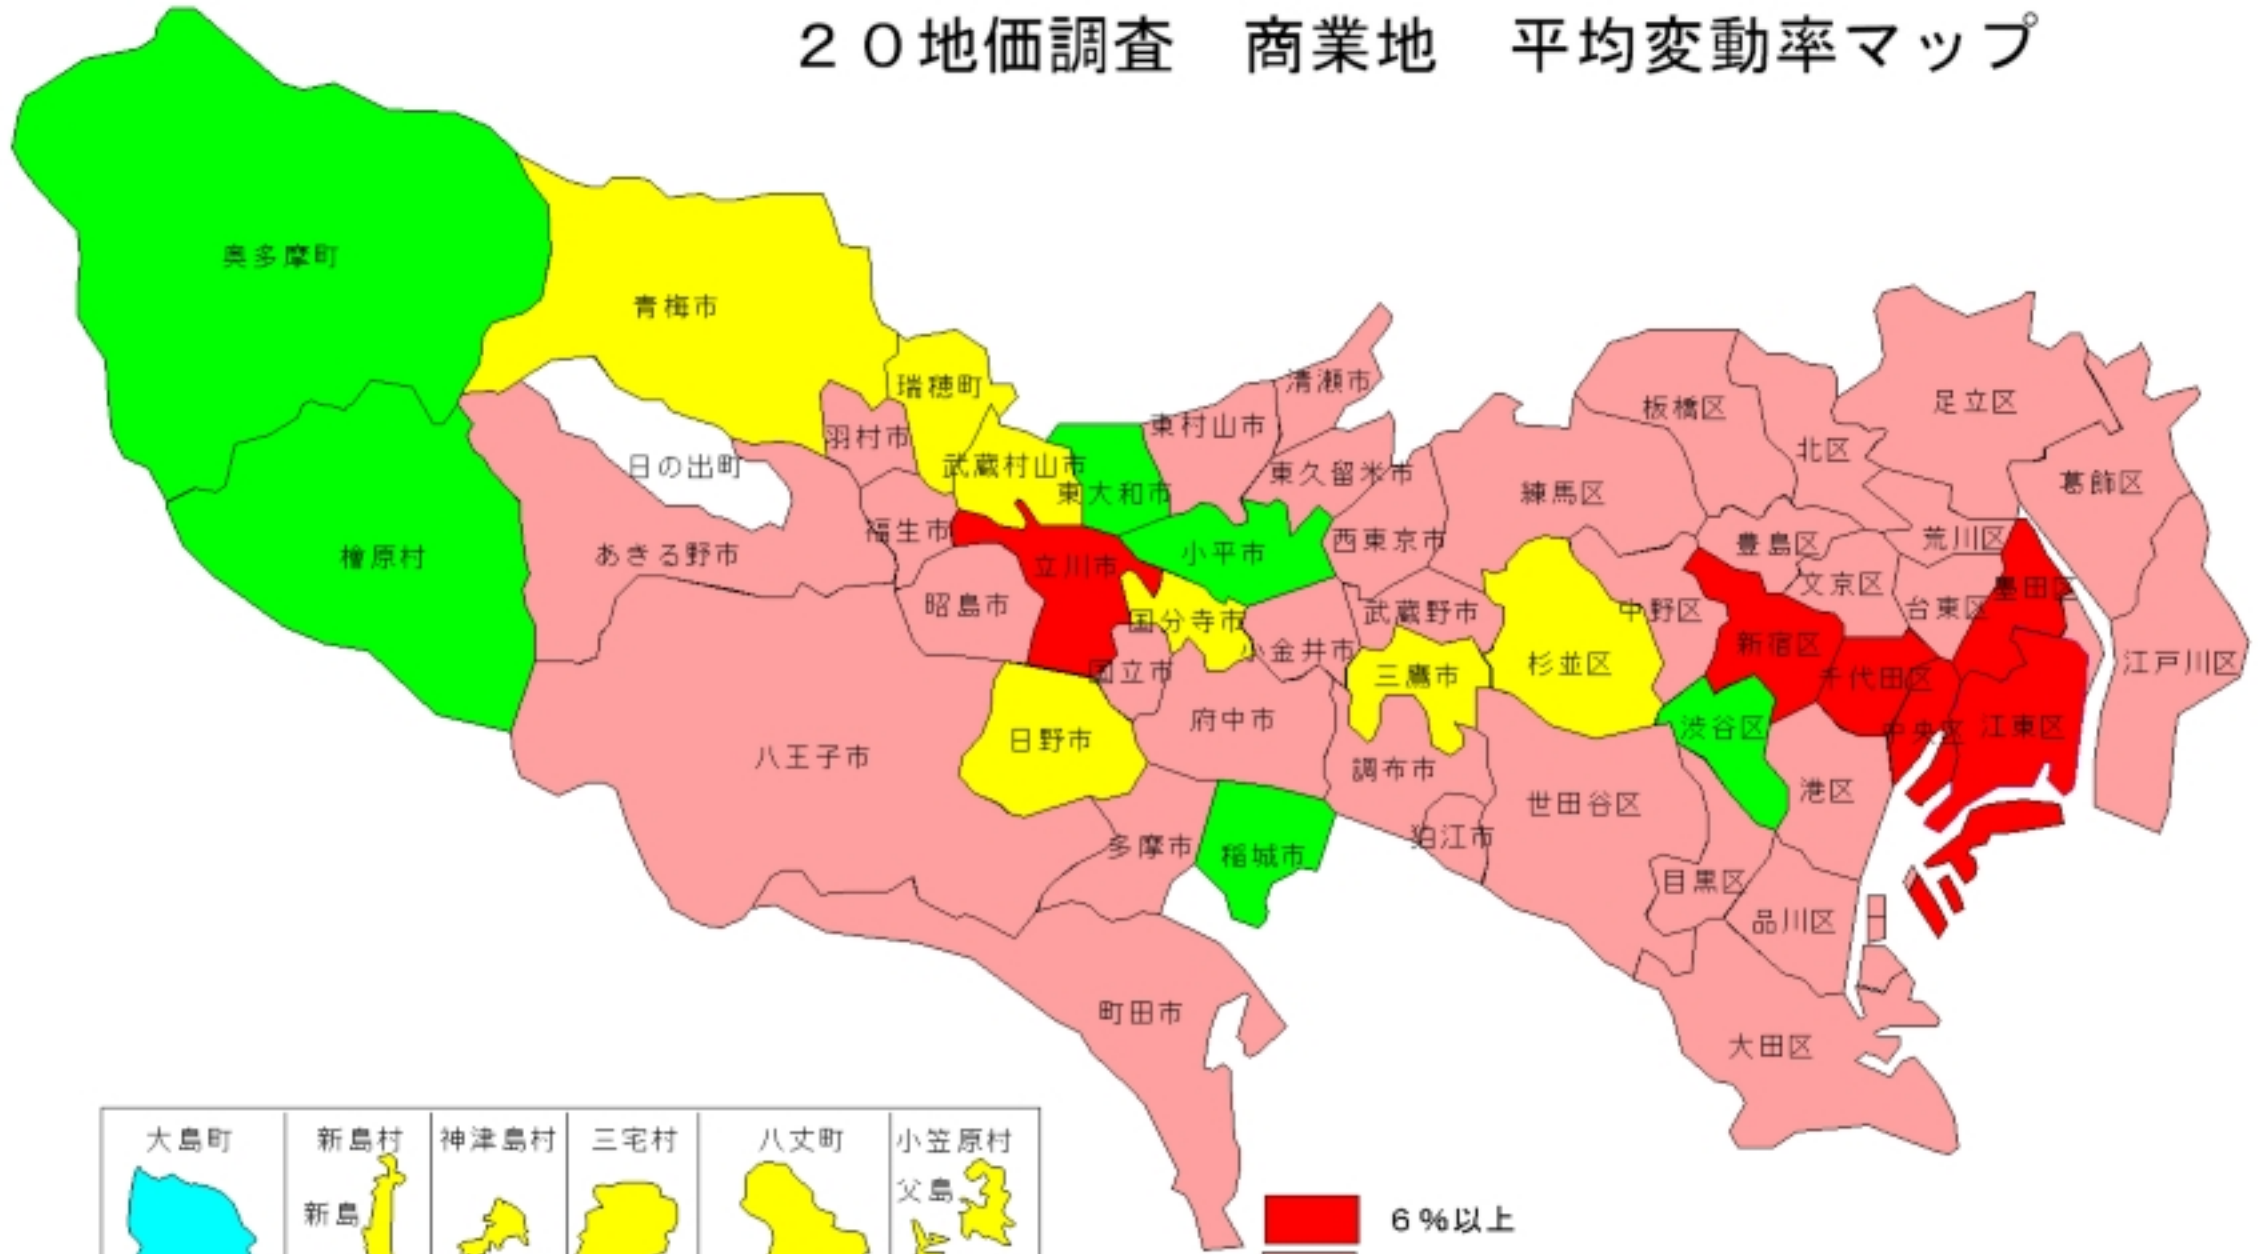 ２０地価調査　商業地　平均変動率マップ
奥多摩町
青梅市
瑞穂町
清瀬市
羽村市
東村山市
板橋区
足立区
日の出町
武蔵村山市
東大和市
東久留米市
練馬区
北区
葛飾区
檜原村
あきる野市
福生市
立川市
小平市
西東京市
豊島区
荒川区
昭島市
国分寺市
武蔵野市
中野区
文京区
台東区
墨田区
国立市
小金井市
三鷹市
杉並区
新宿区
千代田区
江戸川区
八王子市
日野市
府中市
調布市
渋谷区
中央区
江東区
多摩市
稲城市
狛江市
世田谷区
港区
目黒区
品川区
町田市
大田区
大島町
新島村
神津島村
三宅村
八丈町
小笠原村
新島
父島
６％以上